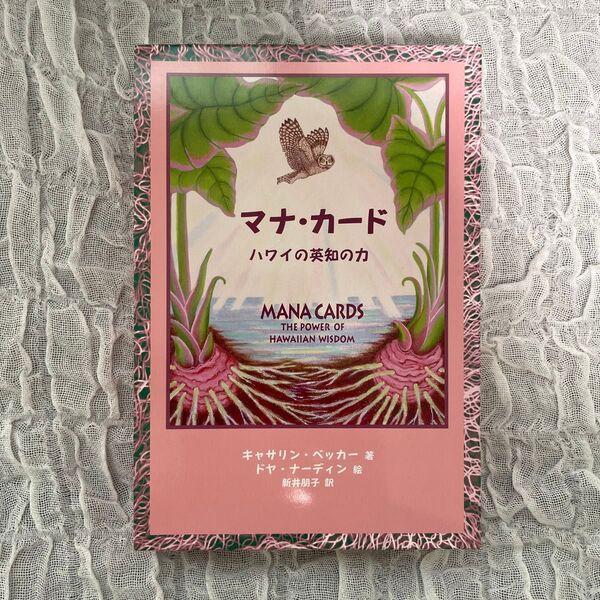 マナ・カード
ハワイの英知の力
MANA CARDS
THE POWER OF
HAWAIIAN WISDOM
キャサリン・ベッカー 著
ドヤ・ナーディン 絵
新井朋子 訳